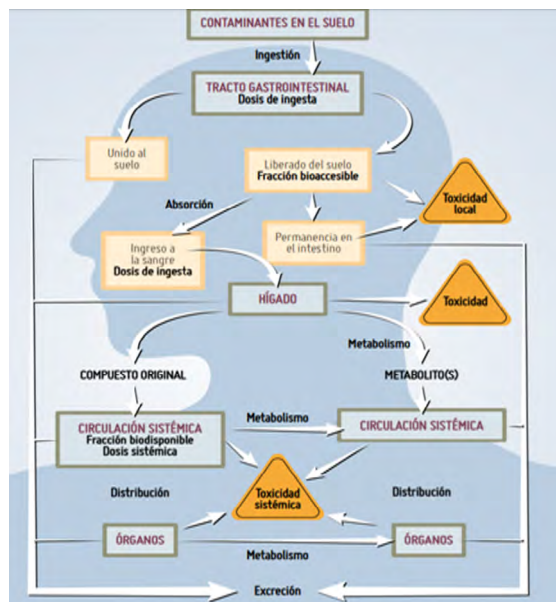 CONTAMINANTES EN EL SUELO
Ingestión
TRACTO GASTROINTESTINAL
Dosis de ingesta
Unido al
suelo
Liberado del suelo
Fracción bioaccesible
Toxicidad
local
Absorción
Ingreso a
la sangre
Dosis de ingesta
Permanencia en
el intestino
HÍGADO
Toxicidad
Metabolismo
COMPUESTO ORIGINAL
METABOLITO(S)
CIRCULACIÓN SISTÉMICA
Fracción biodisponible
Dosis sistémica
Metabolismo
CIRCULACIÓN SISTÉMICA
Distribución
Toxicidad
sistémica
Distribución
ÓRGANOS
Metabolismo
ÓRGANOS
Excreción